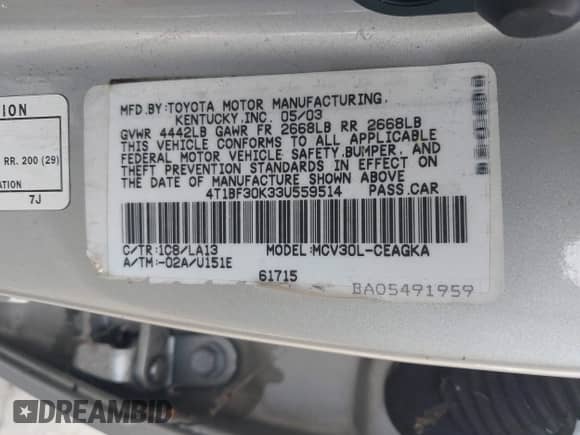 ION
RR. 200 (29)
ATION
7J
MFD.BY:TOYOTA MOTOR MANUFACTURING,
KENTUCKY,INC. 05/03
GVWR 4442LB GAWR FR 2668LB RR 2668LB
THIS VEHICLE CONFORMS TO ALL APPLICABLE
FEDERAL MOTOR VEHICLE SAFETY,BUMPER, AND
THEFT PREVENTION STANDARDS IN EFFECT ON
THE DATE OF MANUFACTURE SHOWN ABOVE
4T1BF30K33U559514 PASS.CAR
C/TR:1C8/LA13 MODEL:MCV30L-CEAGKA
A/TM:-02A/U151E
61715
BA05491959
DREAMBID